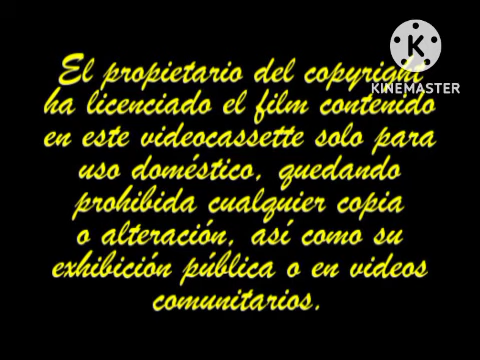 El propietario del copyright
KINEMASTER
ha licenciado el film contenido
en este videocassette solo para
uso doméstico, quedando
prohibida cualquier copia
o alteración, así como su
exhibición pública o en videos
comunitarios.